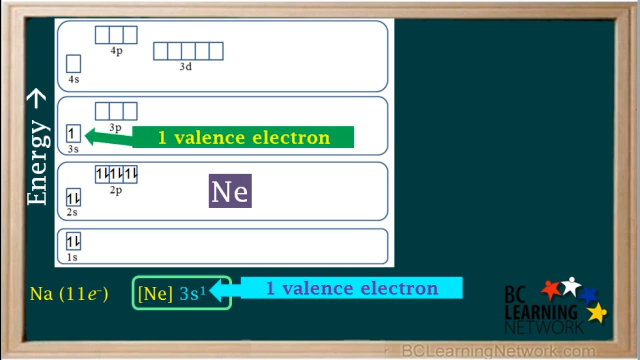 4p
3d
4s
3p
1
3s
1 valence electron
1⇂1⇂1⇂
2p
Ne
1⇂
2s
1⇂
1s
Energy →
Na (11e⁻)
[Ne] 3s¹
1 valence electron
BC
LEARNING
NETWORK
BCLearningNetwork.com